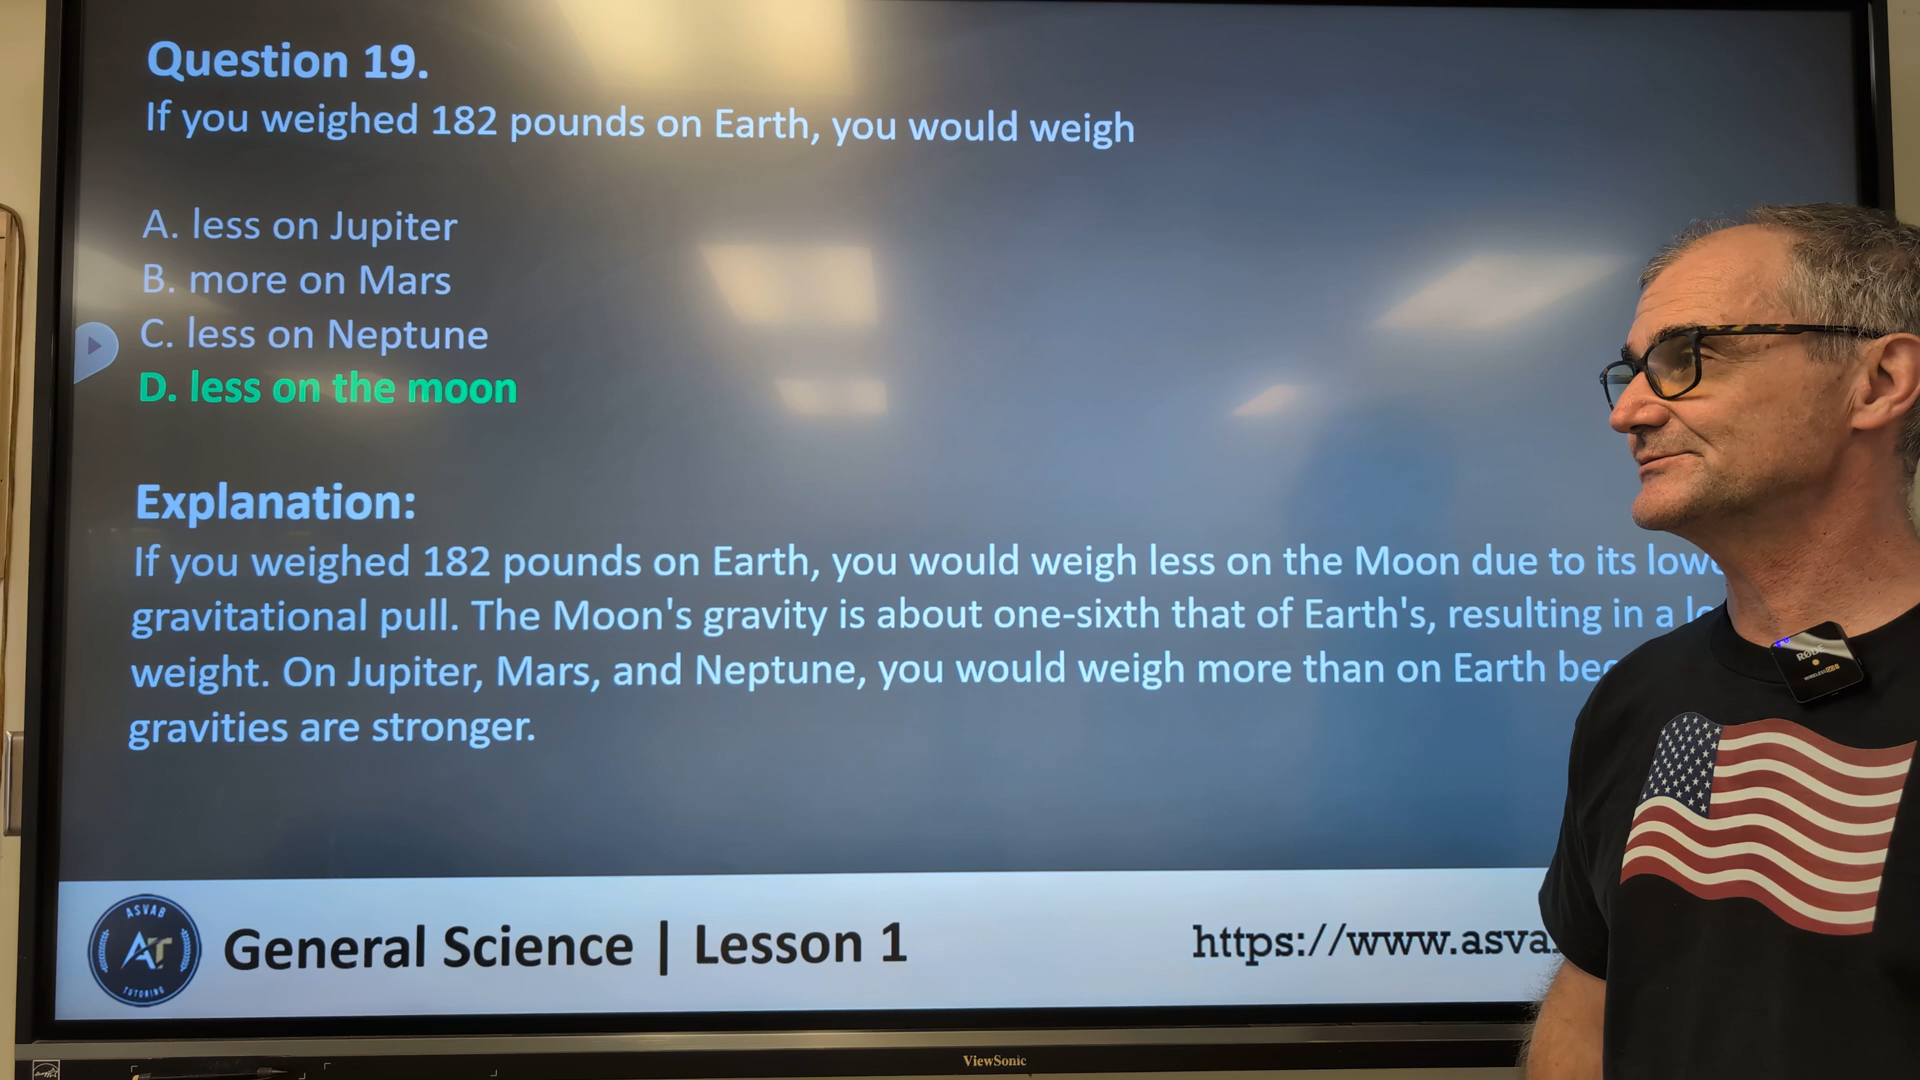 Question 19.
If you weighed 182 pounds on Earth, you would weigh
A. less on Jupiter
B. more on Mars
C. less on Neptune
D. less on the moon
Explanation:
If you weighed 182 pounds on Earth, you would weigh less on the Moon due to its
gravitational pull. The Moon's gravity is about one-sixth that of Earth's, resulting in a
weight. On Jupiter, Mars, and Neptune, you would weigh more than on Earth
gravities are stronger.
ASVAB
AT
TUTORING
General Science | Lesson 1
https://www.asva
RØDE
ViewSonic